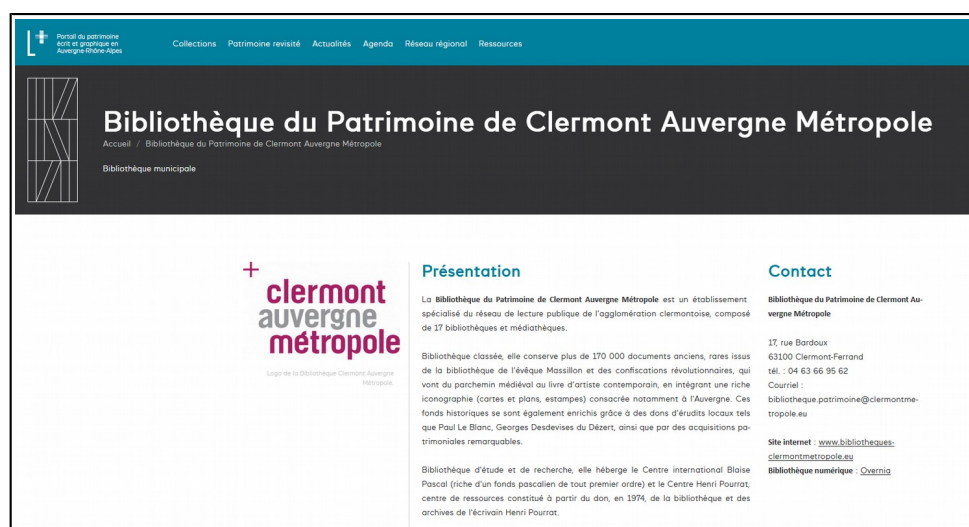 Portail du patrimoine
écrit et graphique en
Auvergne-Rhône-Alpes
Collections Patrimoine revisité Actualités Agenda Réseau régional Ressources
Bibliothèque du Patrimoine de Clermont Auvergne Métropole
Accueil / Bibliothèque du Patrimoine de Clermont Auvergne Métropole
Bibliothèque municipale
clermont
auvergne
métropole
Logo de la Bibliothèque Clermont Auvergne
Métropole.
Présentation
La Bibliothèque du Patrimoine de Clermont Auvergne Métropole est un établissement
spécialisé du réseau de lecture publique de l'agglomération clermontoise, composé
de 17 bibliothèques et médiathèques.
Bibliothèque classée, elle conserve plus de 170 000 documents anciens, rares issus
de la bibliothèque de l'évêque Massillon et des confiscations révolutionnaires, qui
vont du parchemin médiéval au livre d'artiste contemporain, en intégrant une riche
iconographie (cartes et plans, estampes) consacrée notamment à l'Auvergne. Ces
fonds historiques se sont également enrichis grâce à des dons d'érudits locaux tels
que Paul Le Blanc, Georges Desdevises du Dézert, ainsi que par des acquisitions pa-
trimoniales remarquables.
Bibliothèque d'étude et de recherche, elle héberge le Centre international Blaise
Pascal (riche d'un fonds pascalien de tout premier ordre) et le Centre Henri Pourrat,
centre de ressources constitué à partir du don, en 1974, de la bibliothèque et des
archives de l'écrivain Henri Pourrat.
Contact
Bibliothèque du Patrimoine de Clermont Au-
vergne Métropole
17, rue Bardoux
63100 Clermont-Ferrand
tél. : 04 63 66 95 62
Courriel :
bibliotheque.patrimoine@clermontme-
tropole.eu
Site internet : www.bibliotheques-
clermontmetropole.eu
Bibliothèque numérique : Overnia